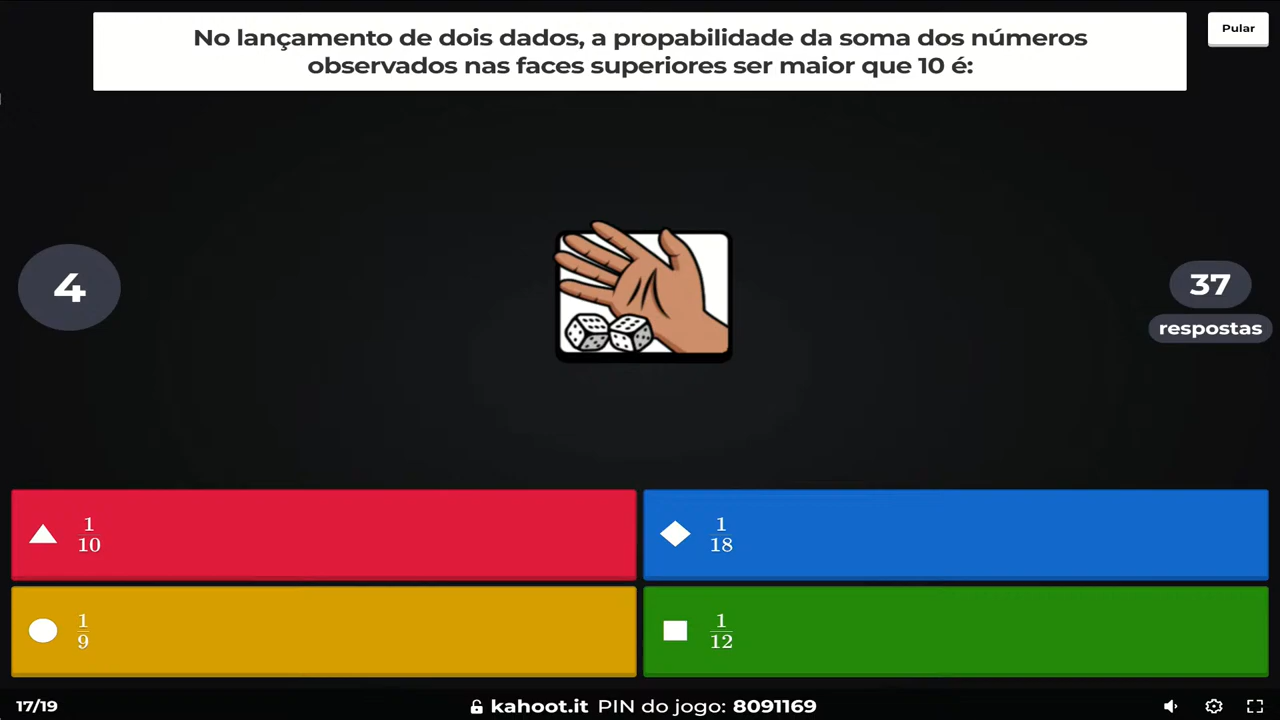 No lançamento de dois dados, a propabilidade da soma dos números
observados nas faces superiores ser maior que 10 é:
Pular
4
37
respostas
1/10
1/18
1/9
1/12
17/19
kahoot.it PIN do jogo: 8091169